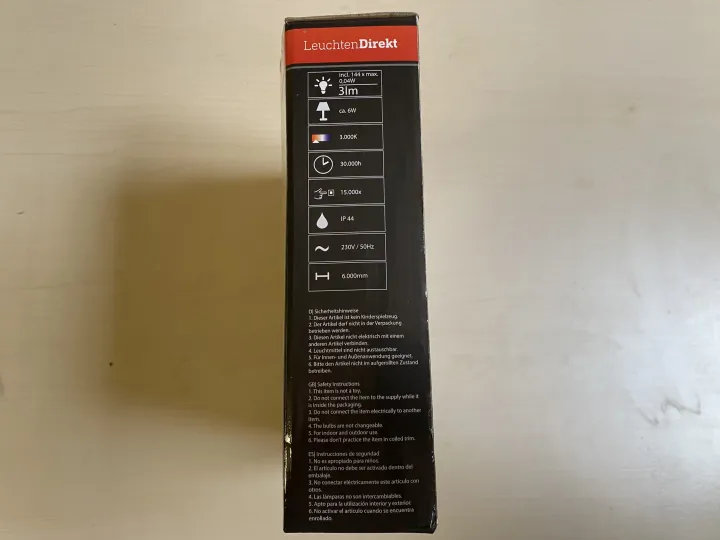 LeuchtenDirekt
incl. 144 x max.
0,04W
3lm
ca. 6W
3.000K
30.000h
15.000x
IP 44
230V / 50Hz
6.000mm
D| Sicherheitshinweise
1. Dieser Artikel ist kein Kinderspielzeug.
2. Der Artikel darf nicht in der Verpackung
betrieben werden.
3. Diesen Artikel nicht elektrisch mit einem
anderen Artikel verbinden.
4. Leuchtmittel sind nicht austauschbar.
5. Für Innen- und Außenanwendung geeignet.
6. Bitte den Artikel nicht im aufgerollten Zustand
betreiben.
GB| Safety Instructions
1. This item is not a toy.
2. Do not connect the item to the supply while it
is inside the packaging.
3. Do not connect the item electrically to another
item.
4. The bulbs are not changeable.
5. For indoor and outdoor use.
6. Please don't practice the item in coiled trim.
ES| Instrucciones de seguridad
1. No es apropiado para niños.
2. El artículo no debe ser activado dentro del
embalaje.
3. No conectar eléctricamente este artículo con
otros.
4. Las lámparas no son intercambiables.
5. Apto para la utilización interior y exterior.
6. No activar el artículo cuando se encuentra
enrollado.